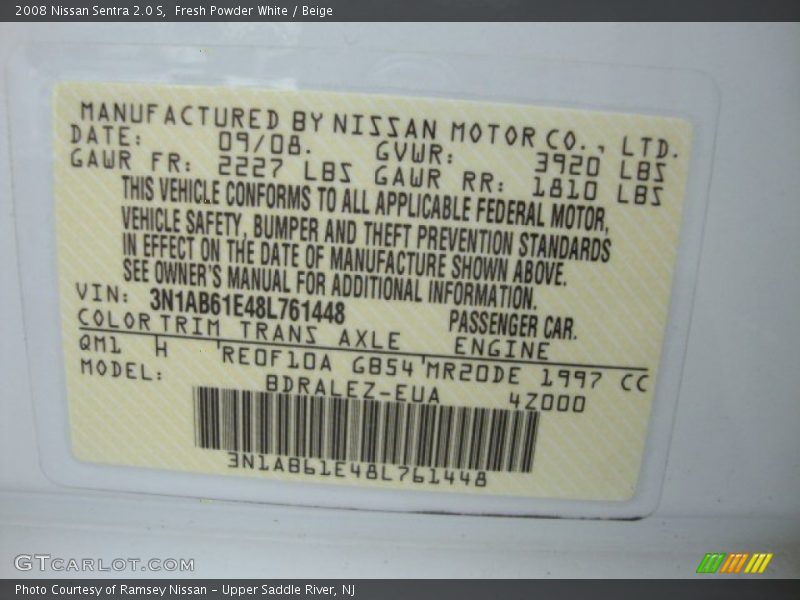 2008 Nissan Sentra 2.0 S,  Fresh Powder White / Beige
MANUFACTURED BY NISSAN MOTOR CO., LTD.
DATE: 09/08. GVWR: 3920 LBS
GAWR FR: 2227 LBS GAWR RR: 1810 LBS
THIS VEHICLE CONFORMS TO ALL APPLICABLE FEDERAL MOTOR,
VEHICLE SAFETY, BUMPER AND THEFT PREVENTION STANDARDS
IN EFFECT ON THE DATE OF MANUFACTURE SHOWN ABOVE.
SEE OWNER'S MANUAL FOR ADDITIONAL INFORMATION.
VIN: 3N1AB61E48L761448 PASSENGER CAR.
COLOR TRIM TRANS AXLE ENGINE
QM1 H RE0F10A GB54 MR20DE 1997 CC
MODEL: BDRALEZ-EUA 4Z000
3N1AB61E48L761448
GTCARLOT.COM
Photo Courtesy of Ramsey Nissan - Upper Saddle River, NJ